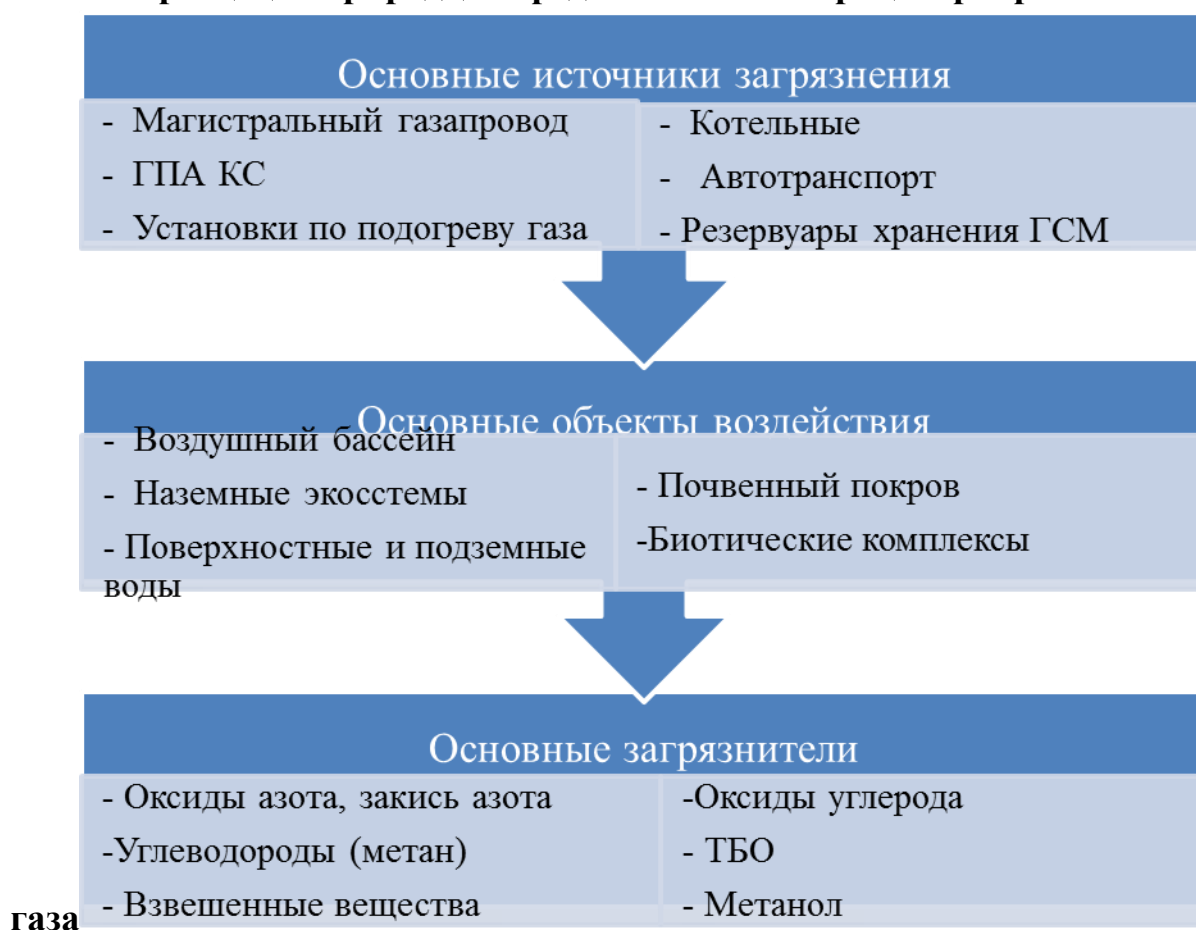 Основные источники загрязнения
- Магистральный газапровод
- ГПА КС
- Установки по подогреву газа
- Котельные
- Автотранспорт
- Резервуары хранения ГСМ
Основные объекты воздействия
- Воздушный бассейн
- Наземные экосстемы
- Поверхностные и подземные
воды
- Почвенный покров
-Биотические комплексы
Основные загрязнители
- Оксиды азота, закись азота
-Углеводороды (метан)
- Взвешенные вещества
-Оксиды углерода
- ТБО
- Метанол
газа